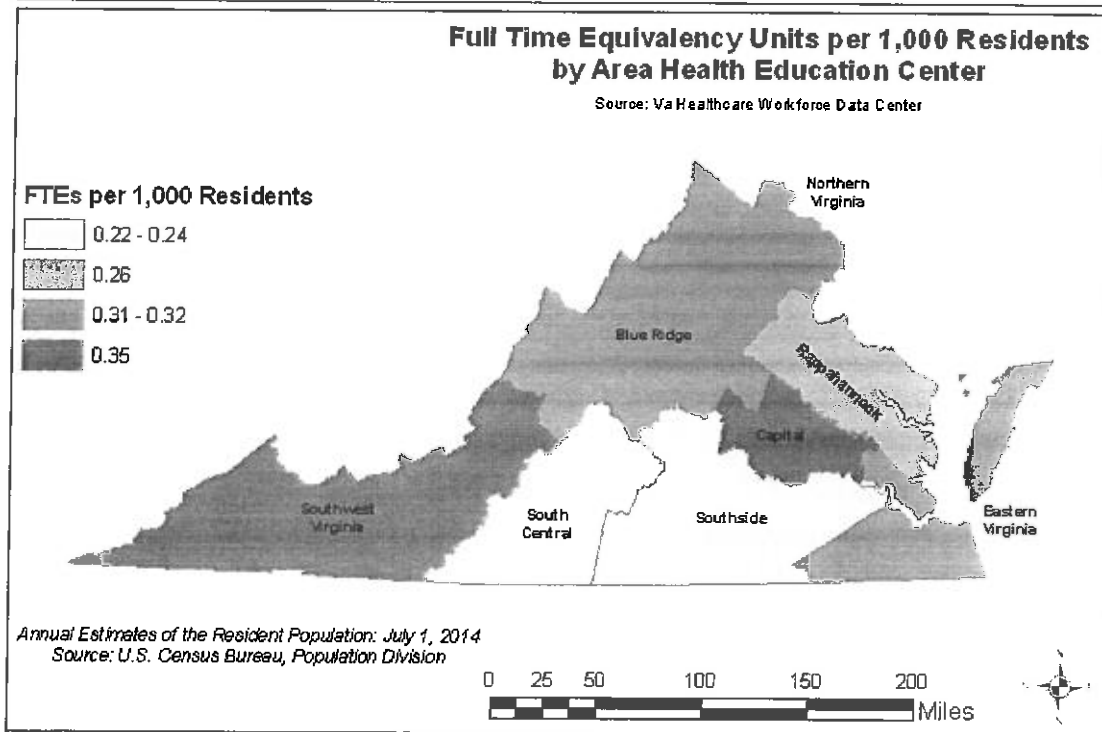 Full Time Equivalency Units per 1,000 Residents
by Area Health Education Center
Source: Va Healthcare Workforce Data Center
FTEs per 1,000 Residents
0.22 - 0.24
0.26
0.31 - 0.32
0.35
Northern
Virginia
Blue Ridge
Rappahannock
Capital
Southwest
Virginia
South
Central
Southside
Eastern
Virginia
Annual Estimates of the Resident Population: July 1, 2014
Source: U.S. Census Bureau, Population Division
0 25 50 100 150 200
Miles